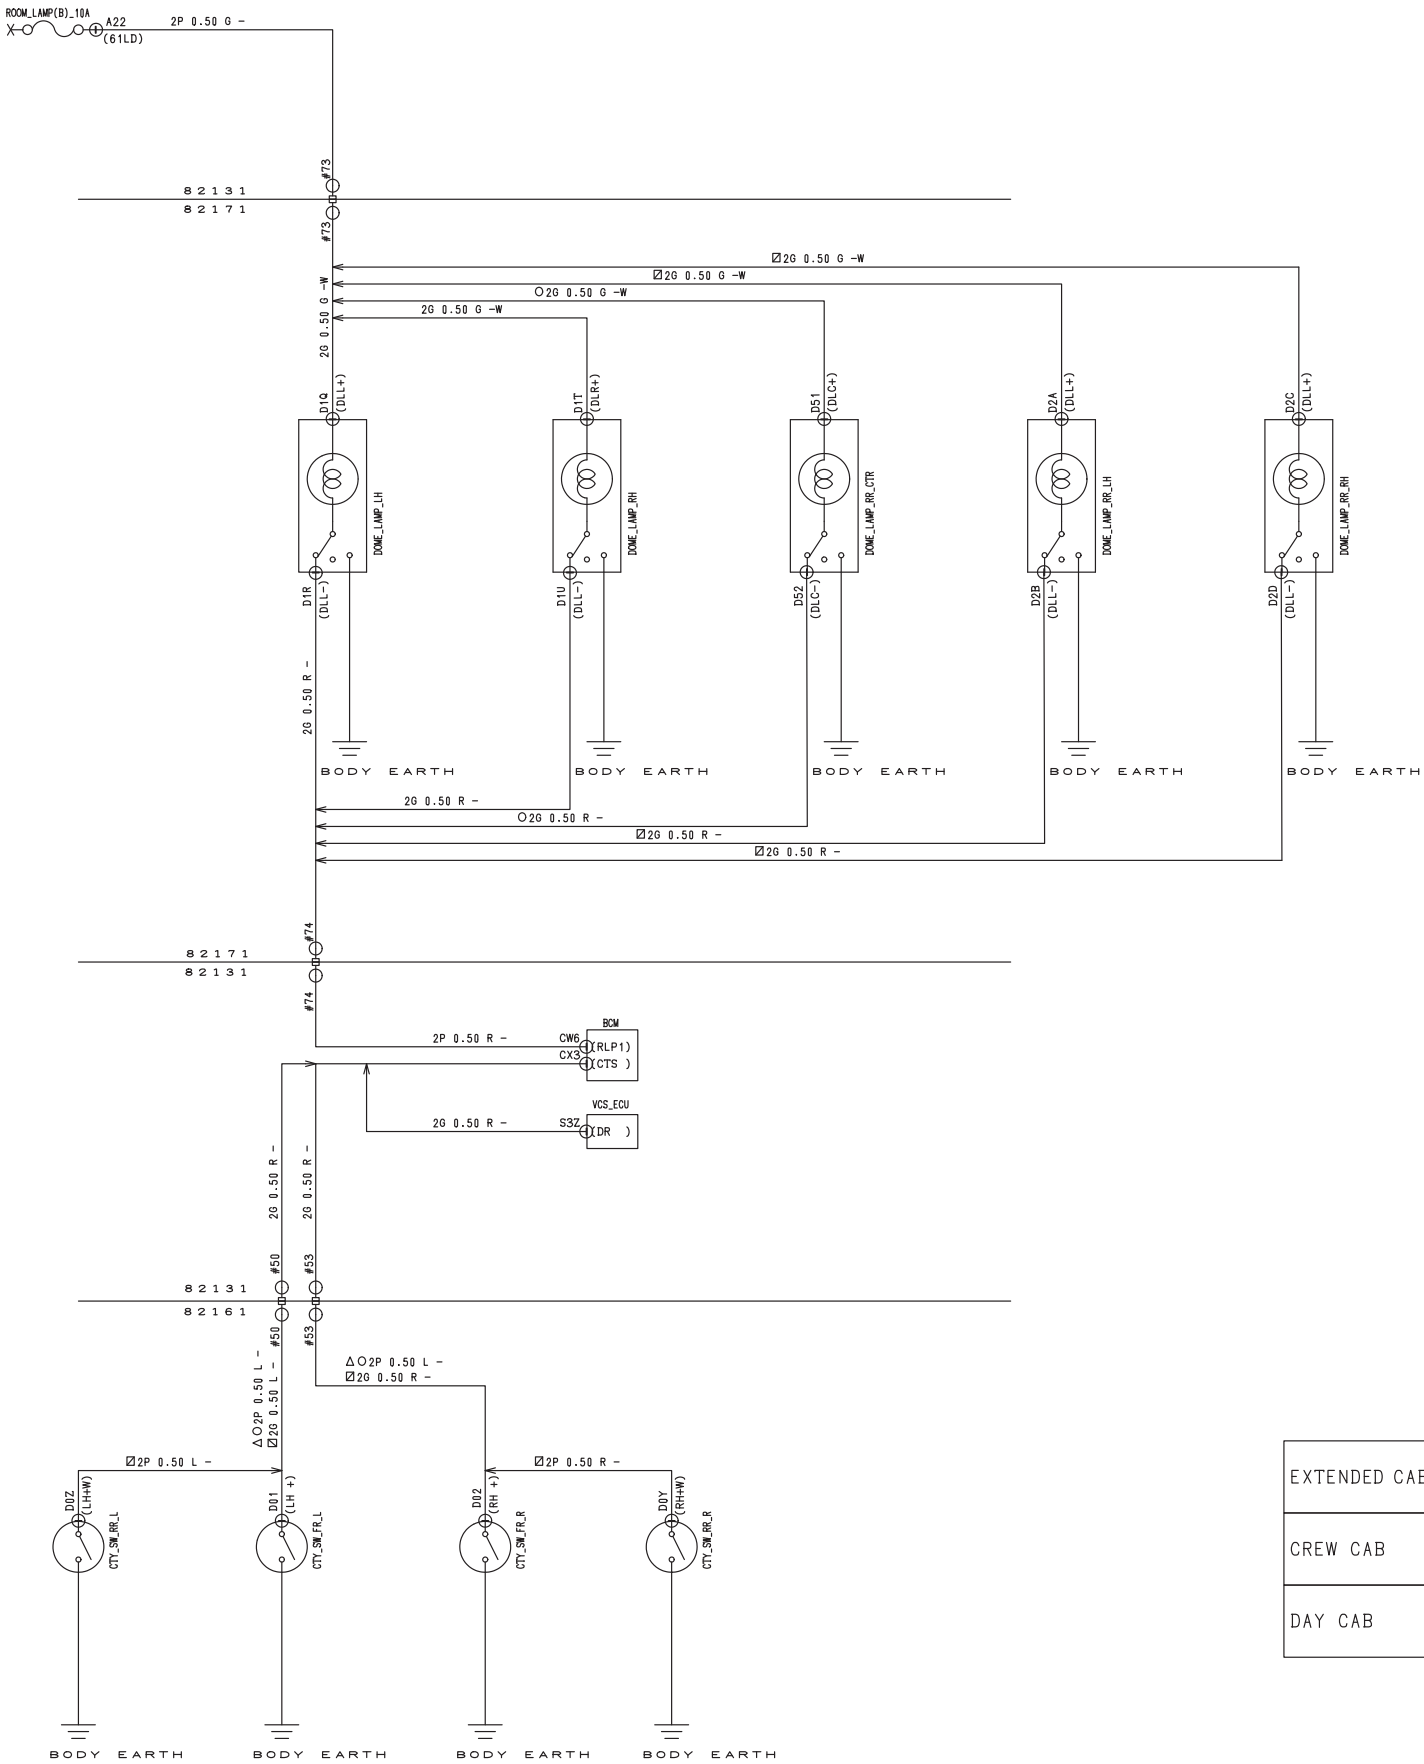 ROOM_LAMP(B)_10A
A22
(61LD)
2P 0.50 G -
#73
82131
82171
#73
2G 0.50 G -W
2G 0.50 G -W
O2G 0.50 G -W
2G 0.50 G -W
2G 0.50 G -W
D1Q
(DLL+)
D1T
(DLR+)
D51
(DLC+)
D2A
(DLL+)
D2C
(DLL+)
DOME_LAMP_LH
DOME_LAMP_RH
DOME_LAMP_RR_CTR
DOME_LAMP_RR_LH
DOME_LAMP_RR_RH
D1R
(DLL-)
D1U
(DLL-)
D52
(DLC-)
D2B
(DLL-)
D2D
(DLL-)
2G 0.50 R -
BODY EARTH
BODY EARTH
BODY EARTH
BODY EARTH
BODY EARTH
2G 0.50 R -
O2G 0.50 R -
2G 0.50 R -
2G 0.50 R -
#74
82171
82131
#74
BCM
2P 0.50 R -
CW6
(RLP1)
CX3
(CTS )
VCS_ECU
2G 0.50 R -
S3Z
(DR )
2G 0.50 R -
2G 0.50 R -
#50
#53
82131
82161
#50
#53
△O2P 0.50 L -
2G 0.50 L -
△O2P 0.50 L -
2G 0.50 R -
2P 0.50 L -
2P 0.50 R -
D0Z
(LH+W)
D01
(LH +)
D02
(RH +)
D0Y
(RH+W)
CTY_SW_RR_L
CTY_SW_FR_L
CTY_SW_FR_R
CTY_SW_RR_R
BODY EARTH
BODY EARTH
BODY EARTH
BODY EARTH
EXTENDED CAB
CREW CAB
DAY CAB